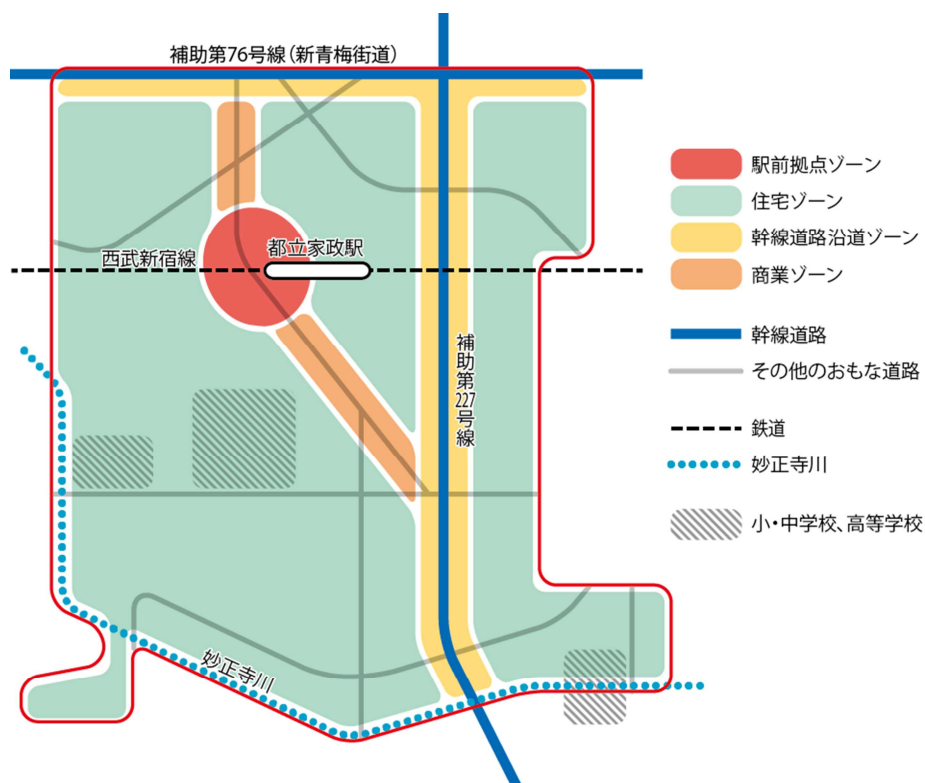 補助第76号線(新青梅街道)
駅前拠点ゾーン
住宅ゾーン
幹線道路沿道ゾーン
商業ゾーン
都立家政駅
西武新宿線
補助第227号線
幹線道路
その他のおもな道路
鉄道
妙正寺川
小・中学校、高等学校
妙正寺川